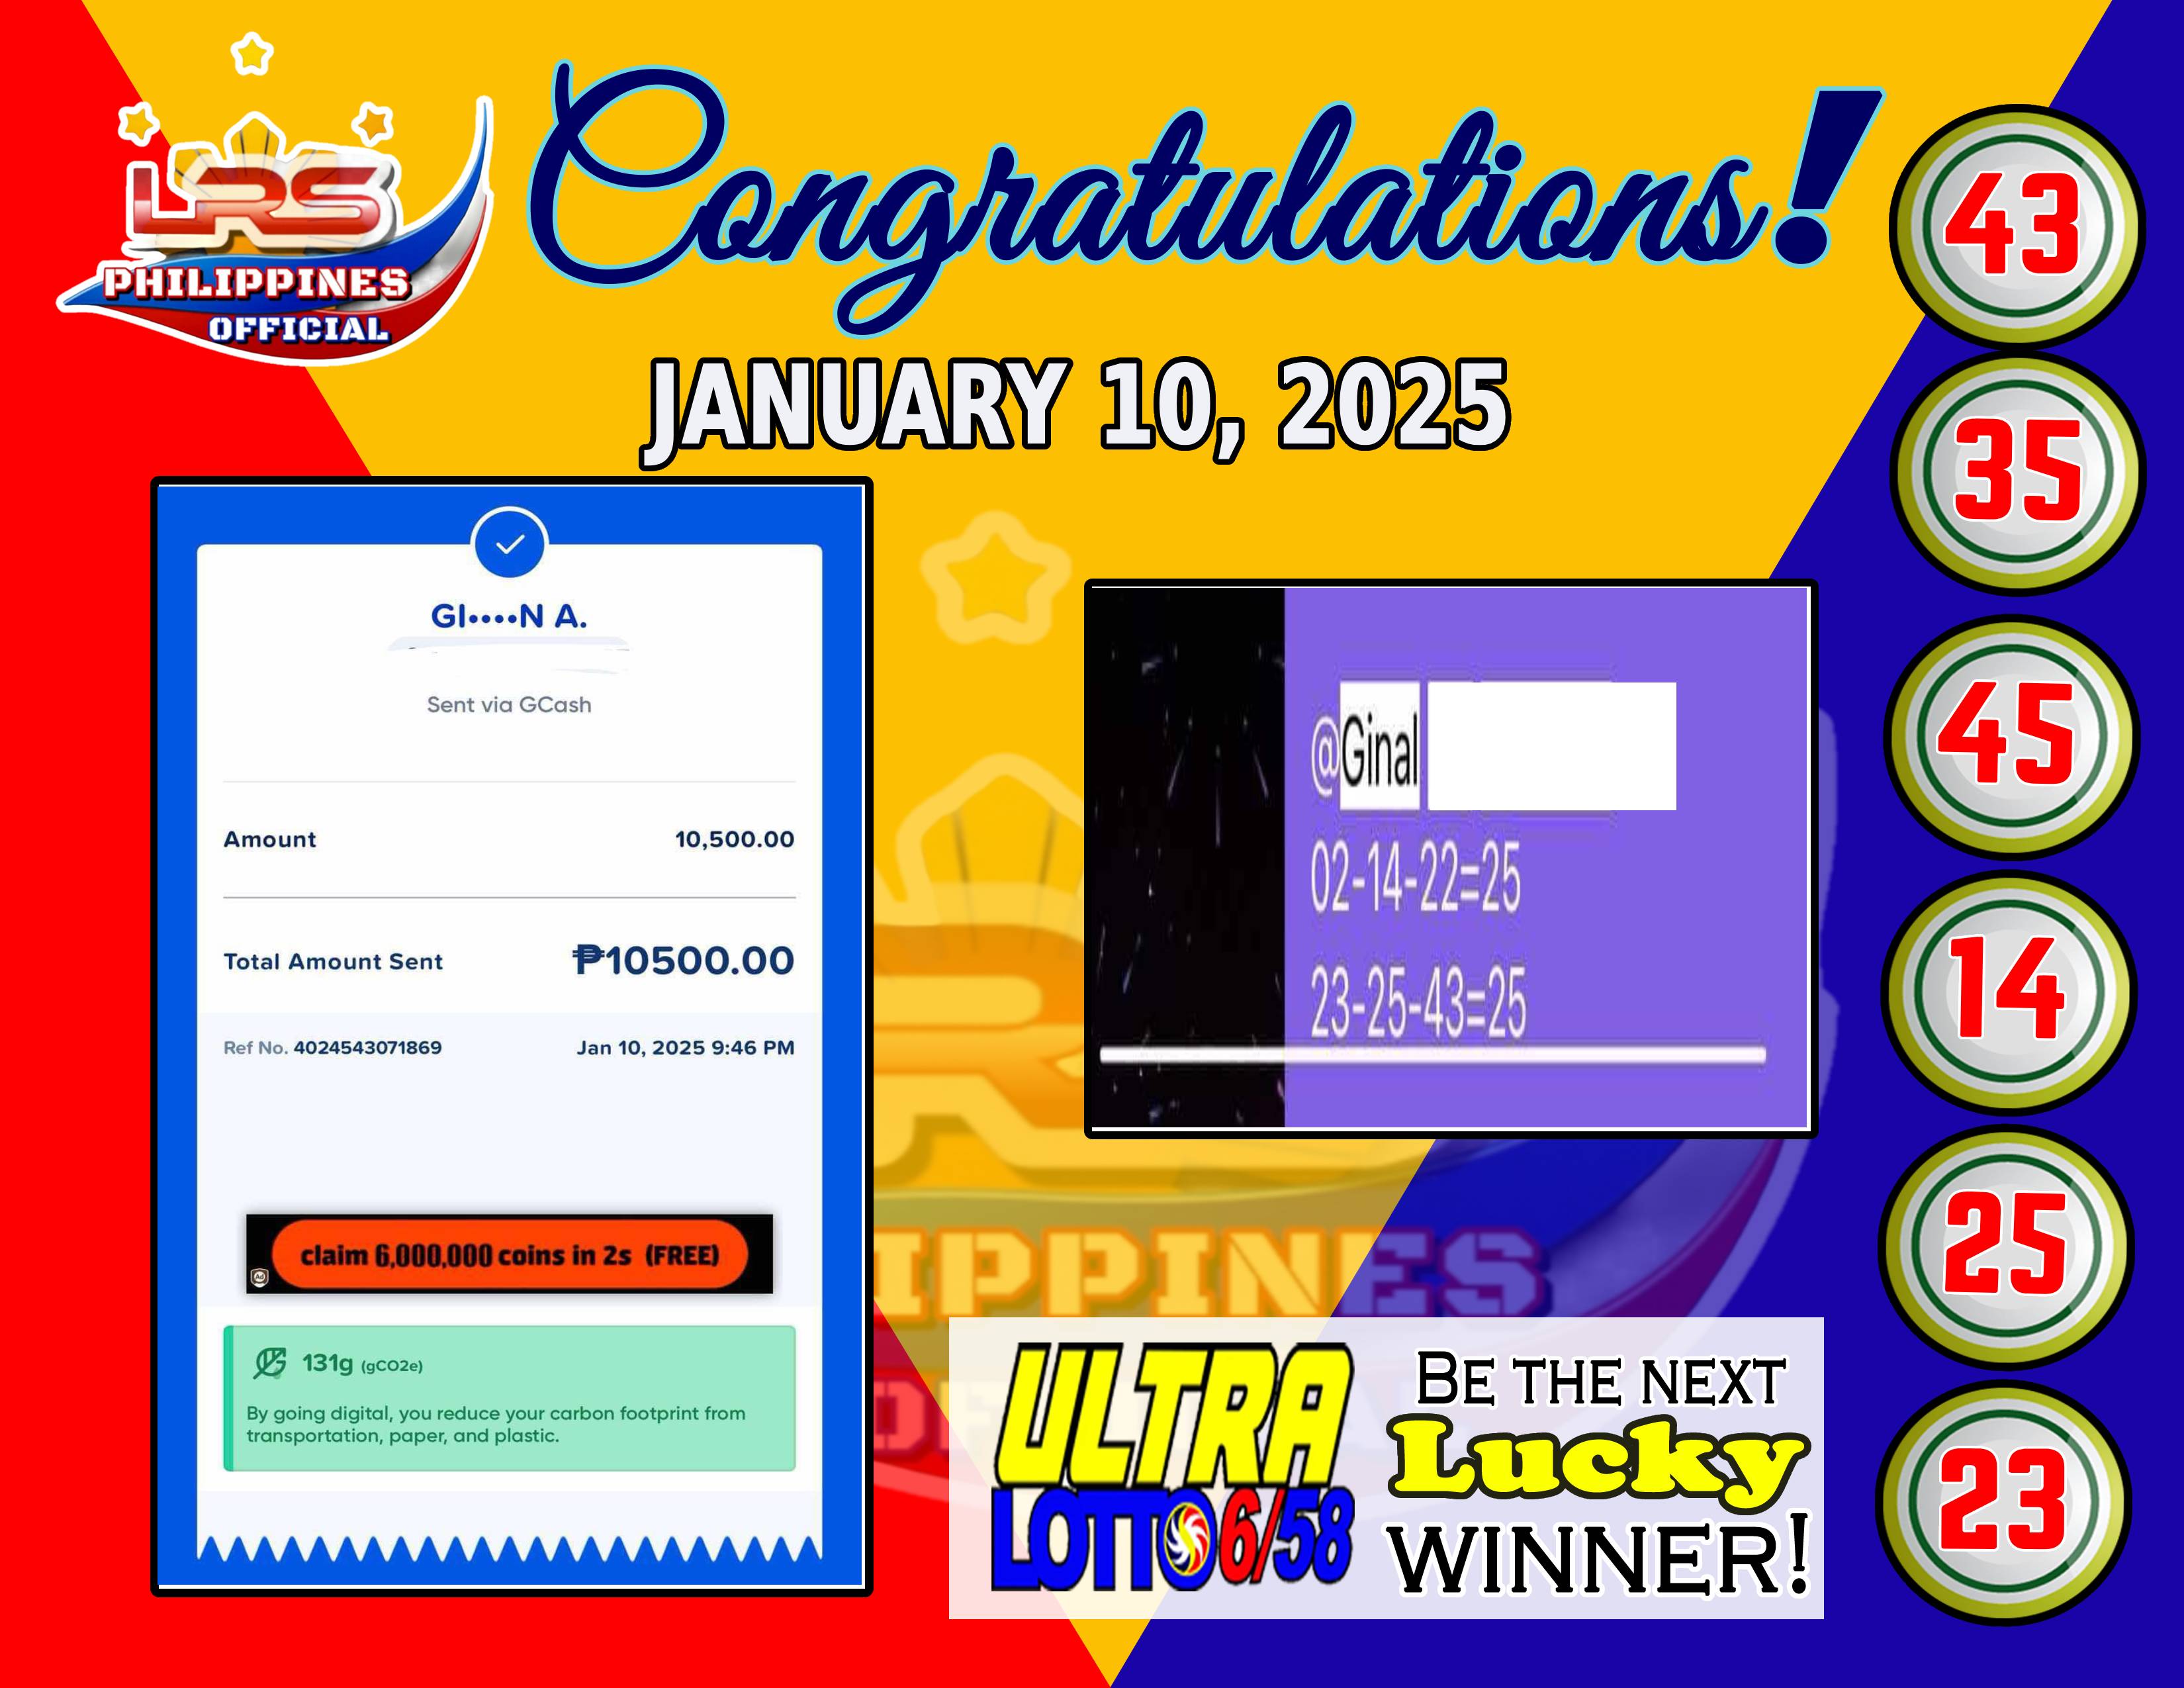 LRS
PHILIPPINES
OFFICIAL
Congratulations!
JANUARY 10, 2025
GI••••N A.
Sent via GCash
Amount 10,500.00
Total Amount Sent ₱10500.00
Ref No. 4024543071869 Jan 10, 2025 9:46 PM
claim 6,000,000 coins in 2s (FREE)
Ad
131g (gCO2e)
By going digital, you reduce your carbon footprint from
transportation, paper, and plastic.
@Ginal
02-14-22=25
23-25-43=25
IPPINES
ULTRA
LOTTO 6/58
BE THE NEXT
Lucky
WINNER!
43
35
45
14
25
23